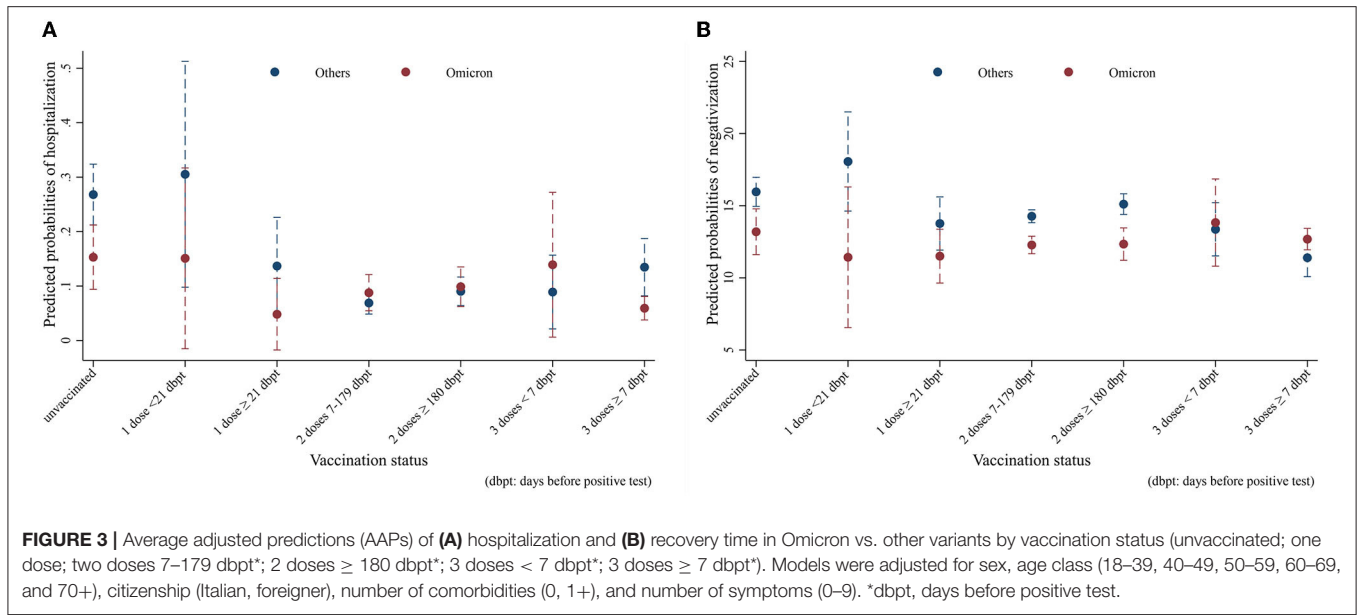 A
Predicted probabilities of hospitalization
.5
.4
.3
.2
.1
0
Others
Omicron
unvaccinated
1 dose <21 dbpt
1 dose ≥ 21 dbpt
2 doses 7-179 dbpt
2 doses ≥ 180 dbpt
3 doses < 7 dbpt
3 doses ≥ 7 dbpt
Vaccination status
(dbpt: days before positive test)
B
Predicted probabilities of negativization
25
20
15
10
5
Others
Omicron
unvaccinated
1 dose <21 dbpt
1 dose ≥ 21 dbpt
2 doses 7-179 dbpt
2 doses ≥ 180 dbpt
3 doses < 7 dbpt
3 doses ≥ 7 dbpt
Vaccination status
(dbpt: days before positive test)
FIGURE 3 | Average adjusted predictions (AAPs) of (A) hospitalization and (B) recovery time in Omicron vs. other variants by vaccination status (unvaccinated; one
dose; two doses 7–179 dbpt*; 2 doses ≥ 180 dbpt*; 3 doses < 7 dbpt*; 3 doses ≥ 7 dbpt*). Models were adjusted for sex, age class (18–39, 40–49, 50–59, 60–69,
and 70+), citizenship (Italian, foreigner), number of comorbidities (0, 1+), and number of symptoms (0–9). *dbpt, days before positive test.